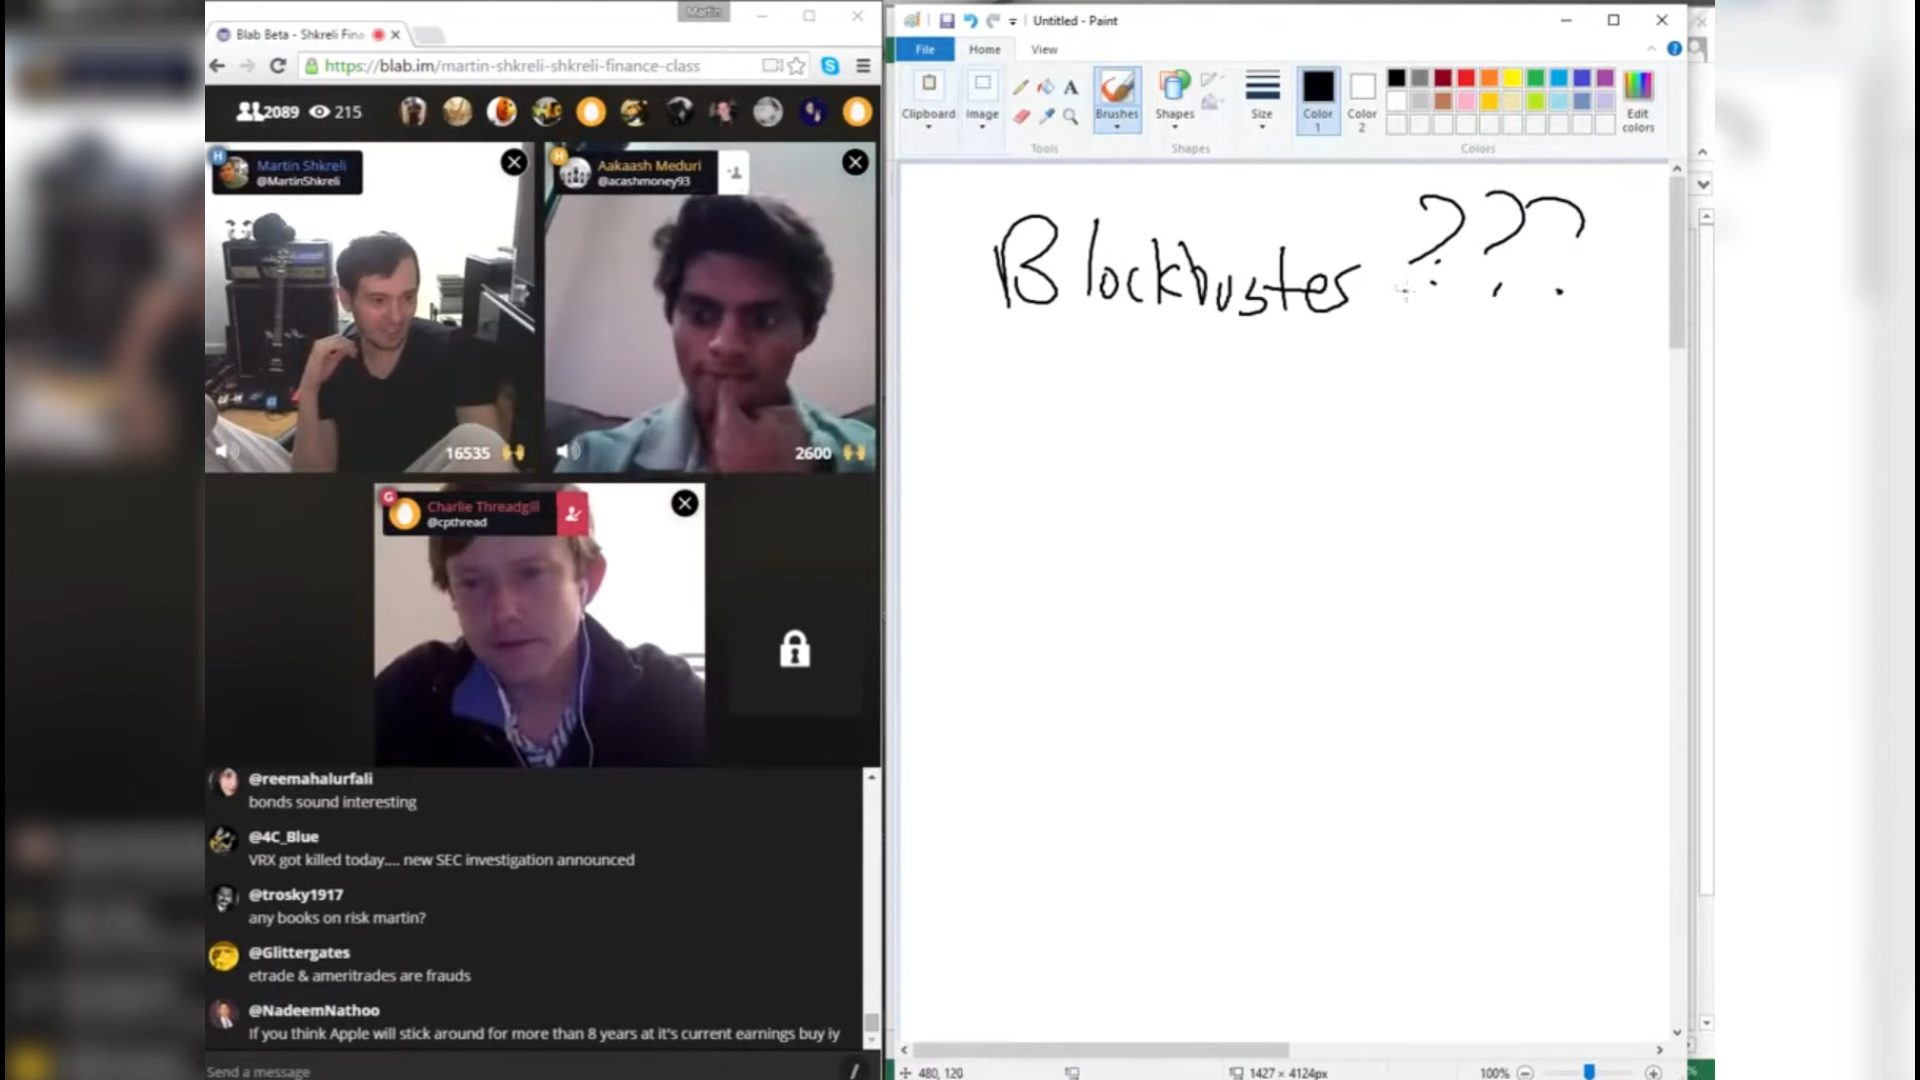 Martin
Blab Beta - Shkreli Fina
https://blab.im/martin-shkreli-shkreli-finance-class
2089 215
H Martin Shkreli
@MartinShkreli
H Aakaash Meduri
@acashmoney93
16535
2600
G Charlie Threadgill
@cpthread
@reemahalurfali
bonds sound interesting
@4C_Blue
VRX got killed today.... new SEC investigation announced
@trosky1917
any books on risk martin?
@Glittergates
etrade & ameritrades are frauds
@NadeemNathoo
If you think Apple will stick around for more than 8 years at it's current earnings buy iy
Send a message /
Untitled - Paint
File Home View
Clipboard Image A Brushes Shapes Size Color 1 Color 2 Edit colors
Tools Shapes Colors
Blockbuster ???
480, 120 1427 × 4124px 100%